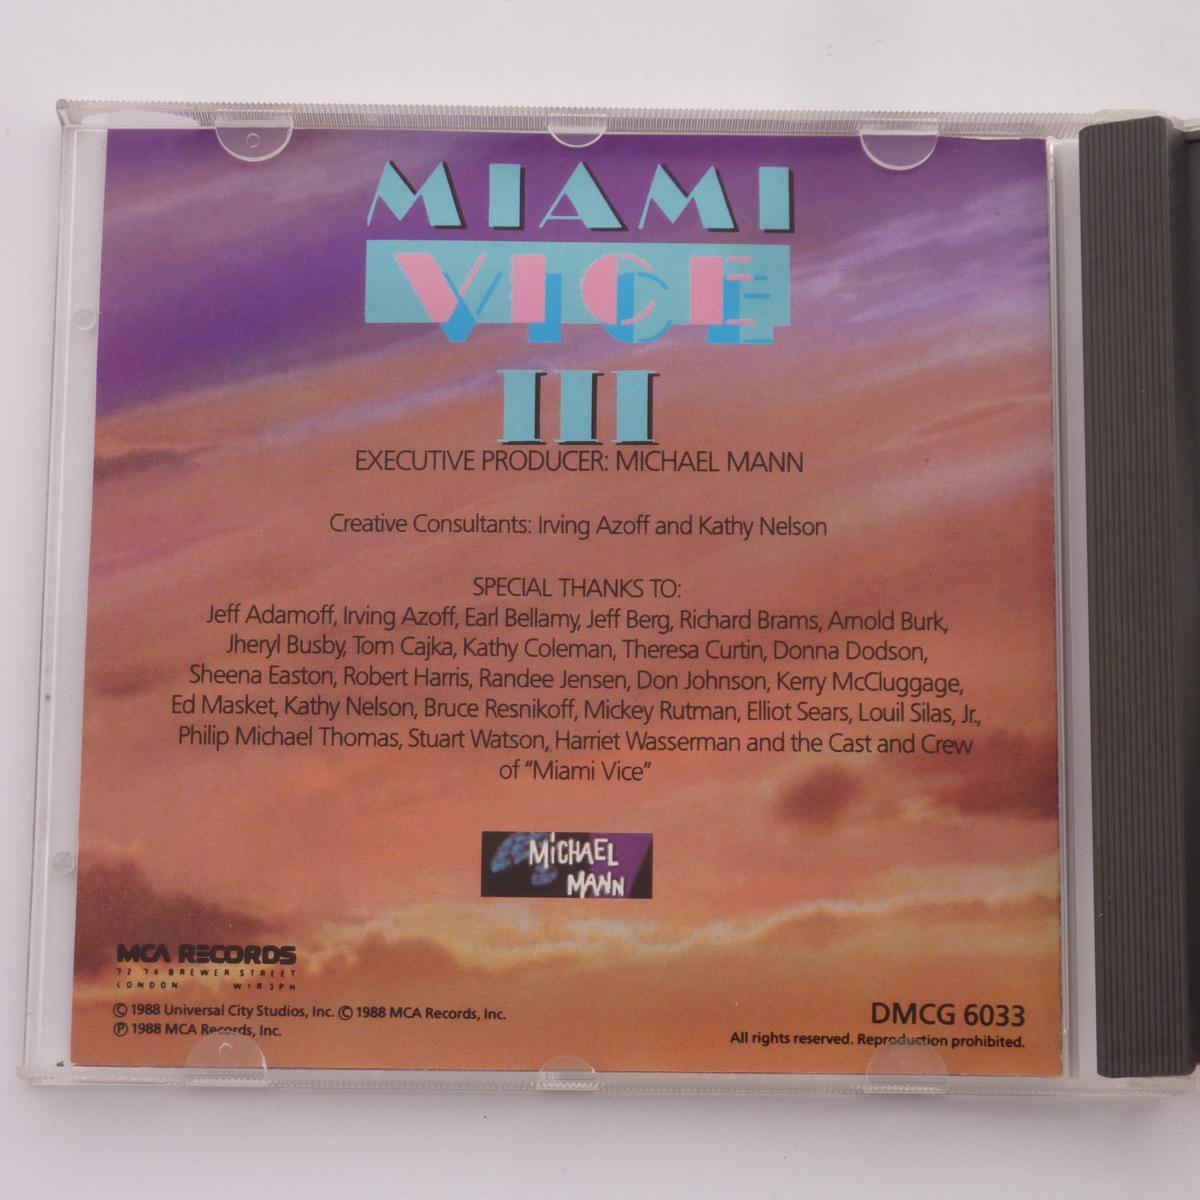 MIAMI
VICE
III
EXECUTIVE PRODUCER: MICHAEL MANN
Creative Consultants: Irving Azoff and Kathy Nelson
SPECIAL THANKS TO:
Jeff Adamoff, Irving Azoff, Earl Bellamy, Jeff Berg, Richard Brams, Arnold Burk,
Jheryl Busby, Tom Cajka, Kathy Coleman, Theresa Curtin, Donna Dodson,
Sheena Easton, Robert Harris, Randee Jensen, Don Johnson, Kerry McCluggage,
Ed Masket, Kathy Nelson, Bruce Resnikoff, Mickey Rutman, Elliot Sears, Louil Silas, Jr.,
Philip Michael Thomas, Stuart Watson, Harriet Wasserman and the Cast and Crew
of "Miami Vice"
MiCHAEL
MANN
MCA RECORDS
72 74 BREWER STREET
LONDON W1R 3PH
© 1988 Universal City Studios, Inc. © 1988 MCA Records, Inc.
℗ 1988 MCA Records, Inc.
DMCG 6033
All rights reserved. Reproduction prohibited.